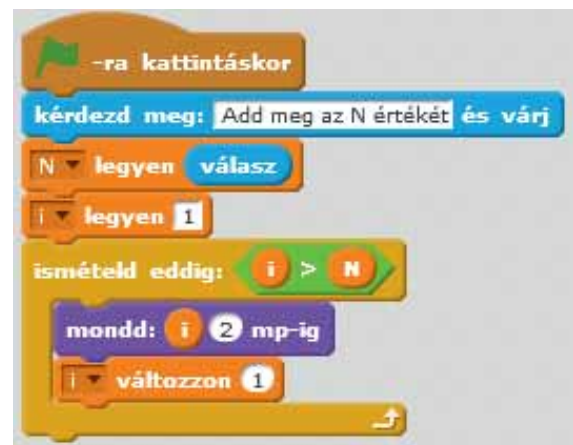 -ra kattintáskor
kérdezd meg: Add meg az N értékét és várj
N legyen válasz
i legyen 1
ismételd eddig: i > N
mondd: i 2 mp-ig
i változzon 1